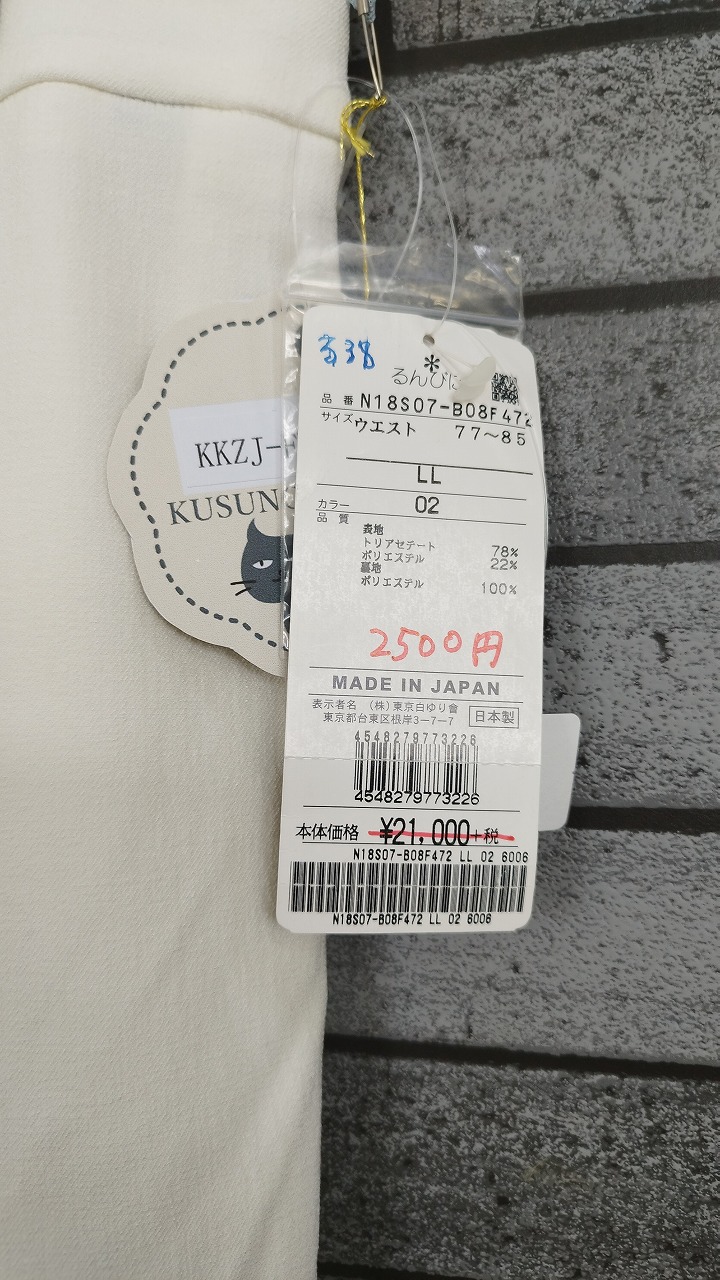 るんびに
品番 N18S07-B08F472
サイズ ウエスト 77～85
LL
カラー 02
品質
表地
トリアセテート 78%
ポリエステル 22%
裏地
ポリエステル 100%
2500円
MADE IN JAPAN
表示者名 (株)東京白ゆり會
東京都台東区根岸3-7-7
日本製
4548279773226
4548279773226
本体価格 ¥21,000+税
N18S07-B08F472 LL 02 6006
N18S07-B08F472 LL 02 6006
KKZJ-
KUSUN